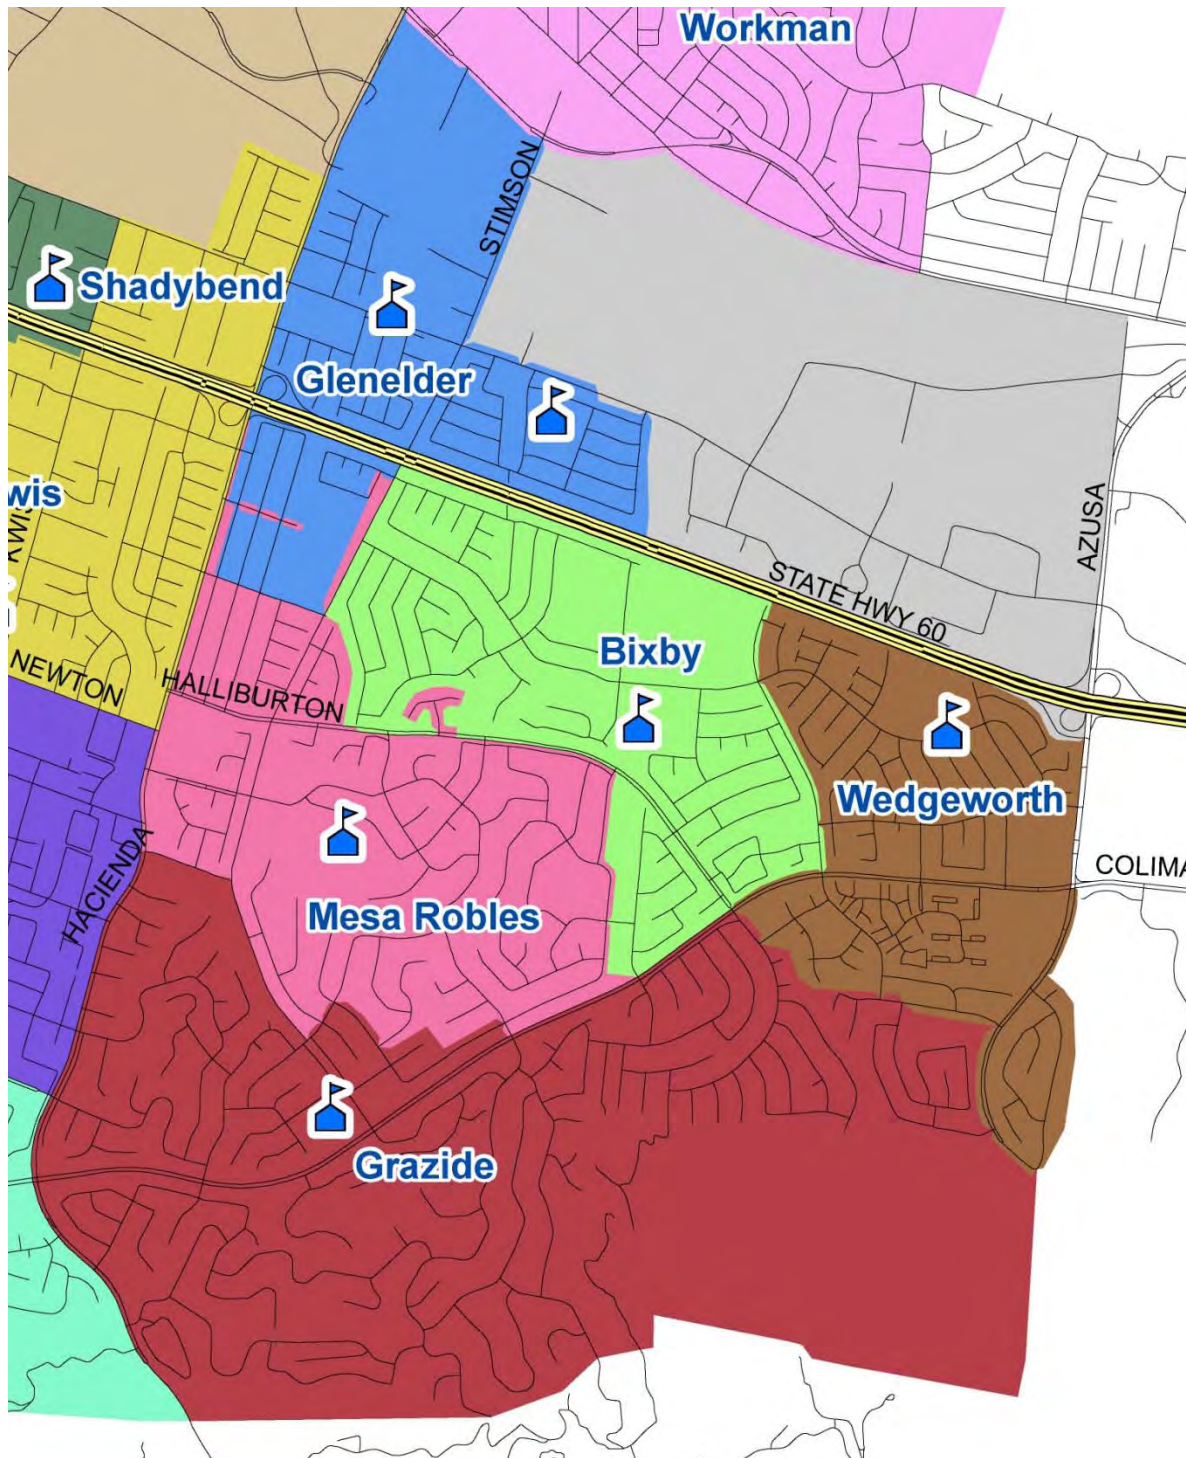 Workman
STIMSON
Shadybend
Glenelder
wis
AZUSA
STATE HWY 60
Bixby
NEWTON
HALLIBURTON
Wedgeworth
HACIENDA
COLIMA
Mesa Robles
Grazide